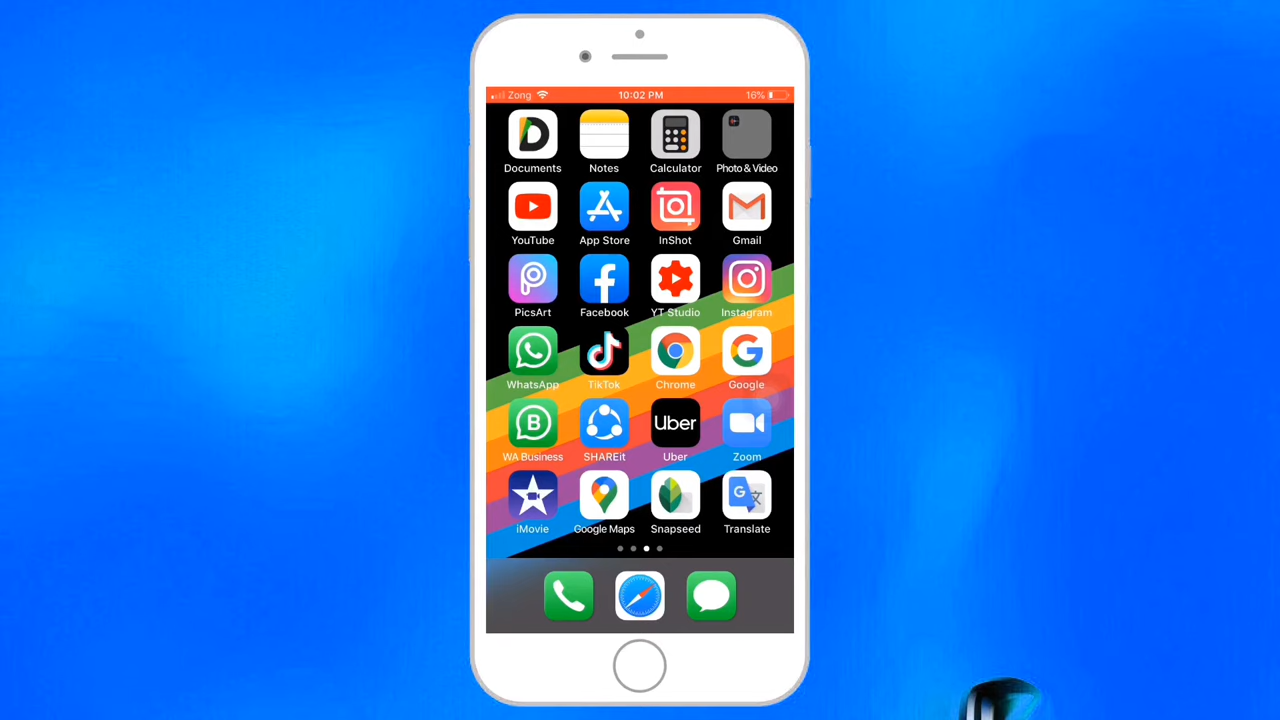 Zong 10:02 PM 16%
Documents Notes Calculator Photo & Video
YouTube App Store InShot Gmail
PicsArt Facebook YT Studio Instagram
WhatsApp TikTok Chrome Google
Uber
WA Business SHAREit Uber Zoom
iMovie Google Maps Snapseed Translate